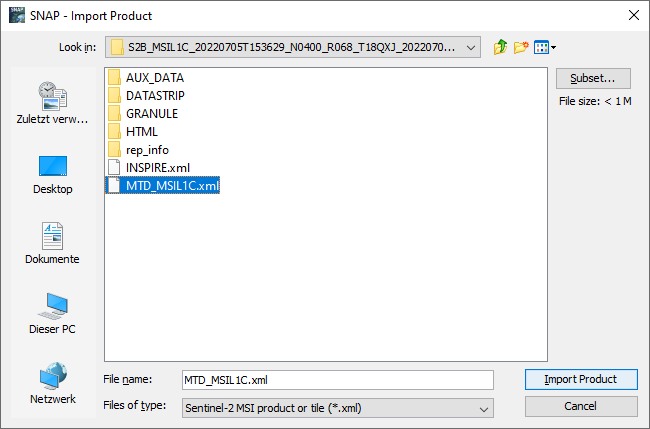 SNAP - Import Product
Look in: S2B_MSIL1C_20220705T153629_N0400_R068_T18QXJ_2022070...
Zuletzt verw...
Desktop
Dokumente
Dieser PC
Netzwerk
AUX_DATA
DATASTRIP
GRANULE
HTML
rep_info
INSPIRE.xml
MTD_MSIL1C.xml
Subset...
File size: < 1 M
File name: MTD_MSIL1C.xml
Import Product
Files of type: Sentinel-2 MSI product or tile (*.xml)
Cancel